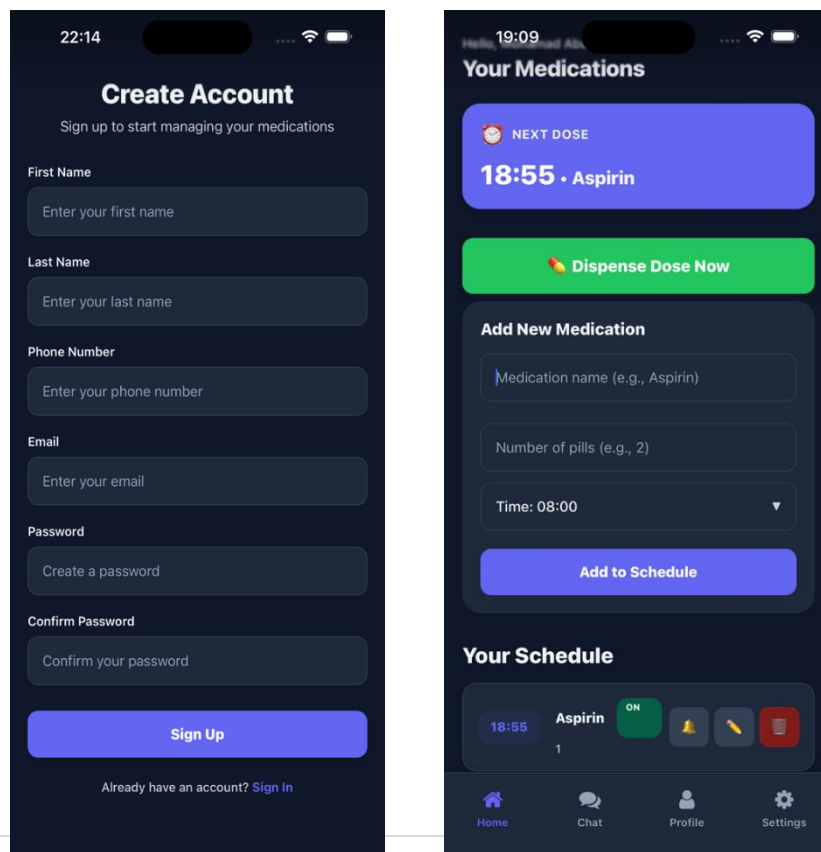 22:14
Create Account
Sign up to start managing your medications
First Name
Enter your first name
Last Name
Enter your last name
Phone Number
Enter your phone number
Email
Enter your email
Password
Create a password
Confirm Password
Confirm your password
Sign Up
Already have an account? Sign In
19:09
Hello,
Your Medications
NEXT DOSE
18:55 • Aspirin
Dispense Dose Now
Add New Medication
Medication name (e.g., Aspirin)
Number of pills (e.g., 2)
Time: 08:00
Add to Schedule
Your Schedule
18:55 Aspirin ON
1
Home Chat Profile Settings